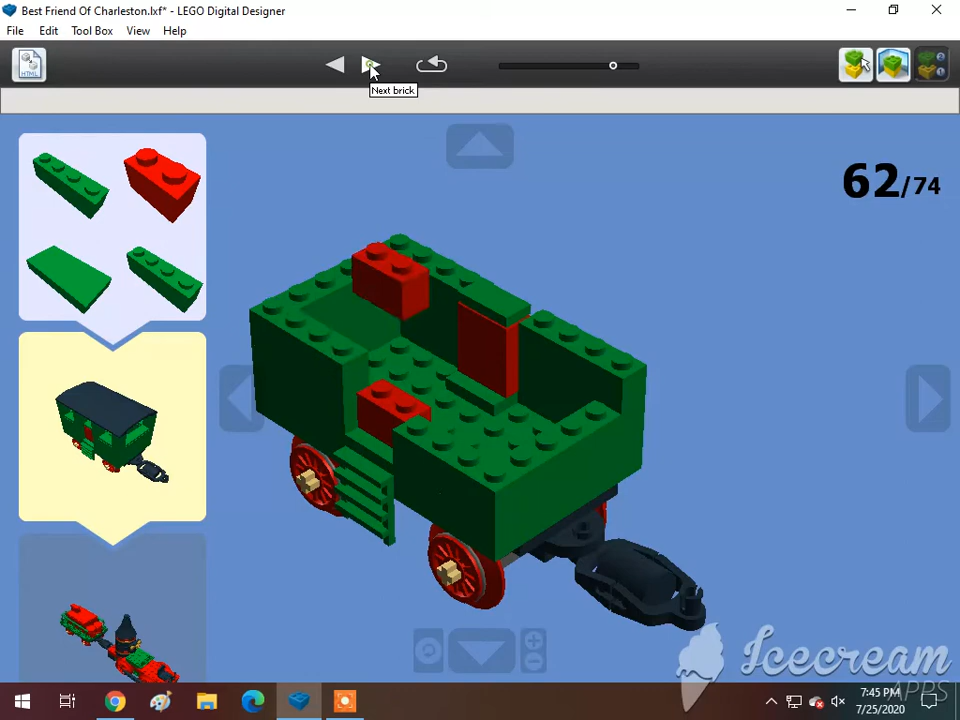 Best Friend Of Charleston.lxf* - LEGO Digital Designer
File Edit Tool Box View Help
HTML
Next brick
62/74
Icecream
APPS
7:45 PM
7/25/2020